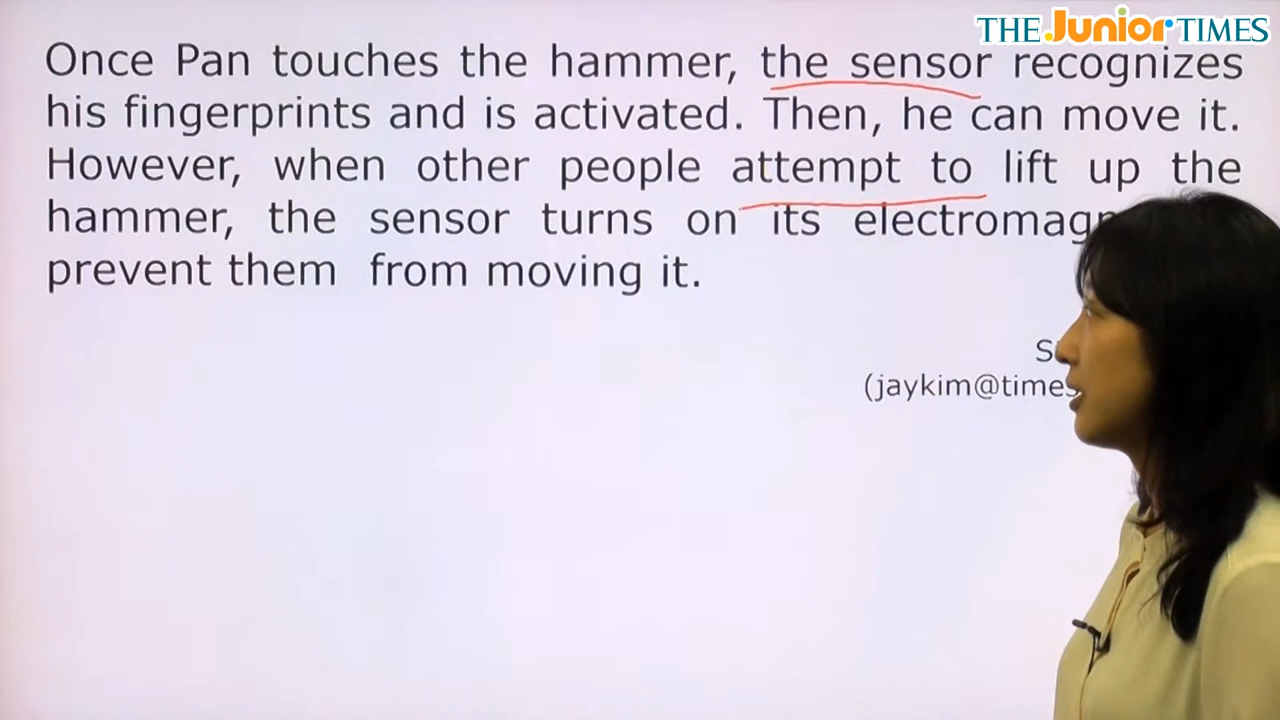 THE Junior TIMES
Once Pan touches the hammer, the sensor recognizes
his fingerprints and is activated. Then, he can move it.
However, when other people attempt to lift up the
hammer, the sensor turns on its
prevent them from moving it.